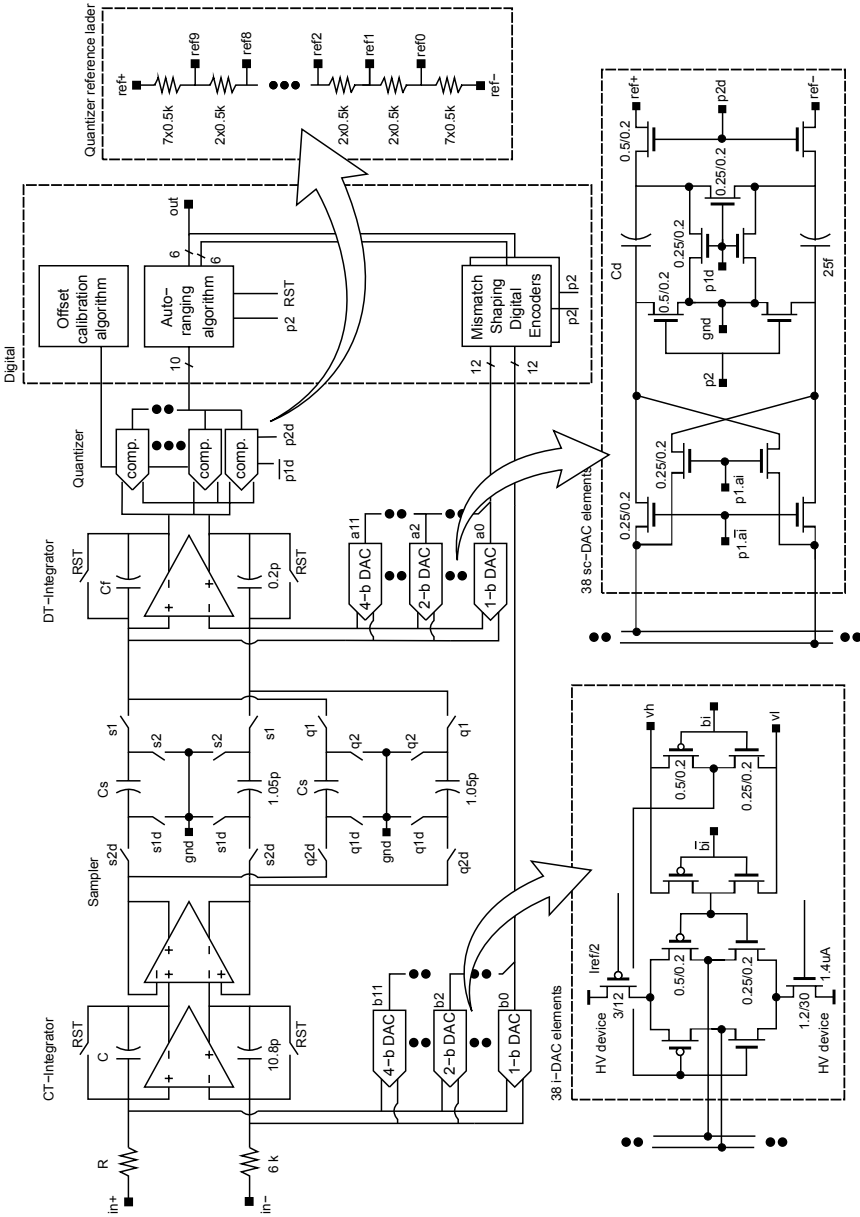 in+
in−
R
6 k
CT−Integrator
RST
C
10.8p
RST
Sampler
s2d
s1d
gnd
s1d
s2d
Cs
1.05p
s1
s2
s2
s1
q2d
q1d
gnd
q1d
q2d
Cs
1.05p
q1
q2
q2
q1
DT−Integrator
RST
Cf
0.2p
RST
Quantizer
comp.
comp.
comp.
p1d
p2d
Digital
Offset
calibration
algorithm
Auto-
ranging
algorithm
10
6
6
p2
RST
out
Mismatch
Shaping
Digital
Encoders
12
12
p2
p2
4−b DAC
2−b DAC
1−b DAC
b11
b2
b0
4−b DAC
2−b DAC
1−b DAC
a11
a2
a0
Quantizer reference lader
ref+
7x0.5k
ref9
2x0.5k
ref8
ref2
2x0.5k
ref1
2x0.5k
ref0
7x0.5k
ref−
38 i−DAC elements
HV device
3/12
Iref/2
0.5/0.2
0.25/0.2
HV device
1.2/30
1.4uA
bi
vh
0.5/0.2
0.25/0.2
bi
vl
38 sc−DAC elements
0.25/0.2
0.25/0.2
p1.ai
p1.ai
p2
0.5/0.2
gnd
Cd
25f
p1d
0.25/0.2
0.25/0.2
0.5/0.2
ref+
p2d
ref−